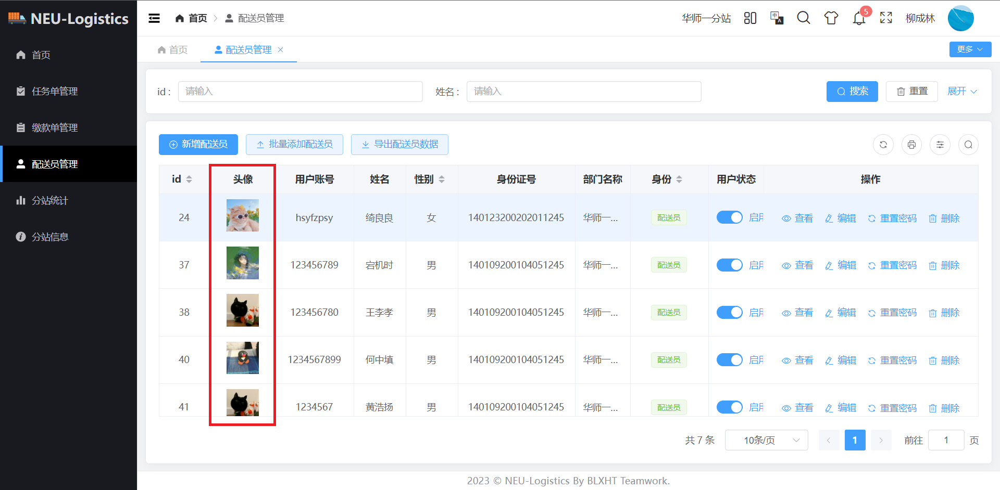 NEU-Logistics
首页
任务单管理
缴款单管理
配送员管理
分站统计
分站信息
首页 配送员管理
华师一分站 5 柳成林
首页 配送员管理 更多
id : 请输入 姓名 : 请输入 搜索 重置 展开
新增配送员 批量添加配送员 导出配送员数据
id 头像 用户账号 姓名 性别 身份证号 部门名称 身份 用户状态 操作
24 hsyfzpsy 绮良良 女 140123200202011245 华师一... 配送员 启用 查看 编辑 重置密码 删除
37 123456789 宕机时 男 140109200104051245 华师一... 配送员 启用 查看 编辑 重置密码 删除
38 123456780 王李孝 男 140109200104051245 华师一... 配送员 启用 查看 编辑 重置密码 删除
40 1234567899 何中填 男 140109200104051245 华师一... 配送员 启用 查看 编辑 重置密码 删除
41 1234567 黄浩扬 男 140109200104051245 华师一... 配送员 启用 查看 编辑 重置密码 删除
共 7 条 10条/页 1 前往 1 页
2023 © NEU-Logistics By BLXHT Teamwork.